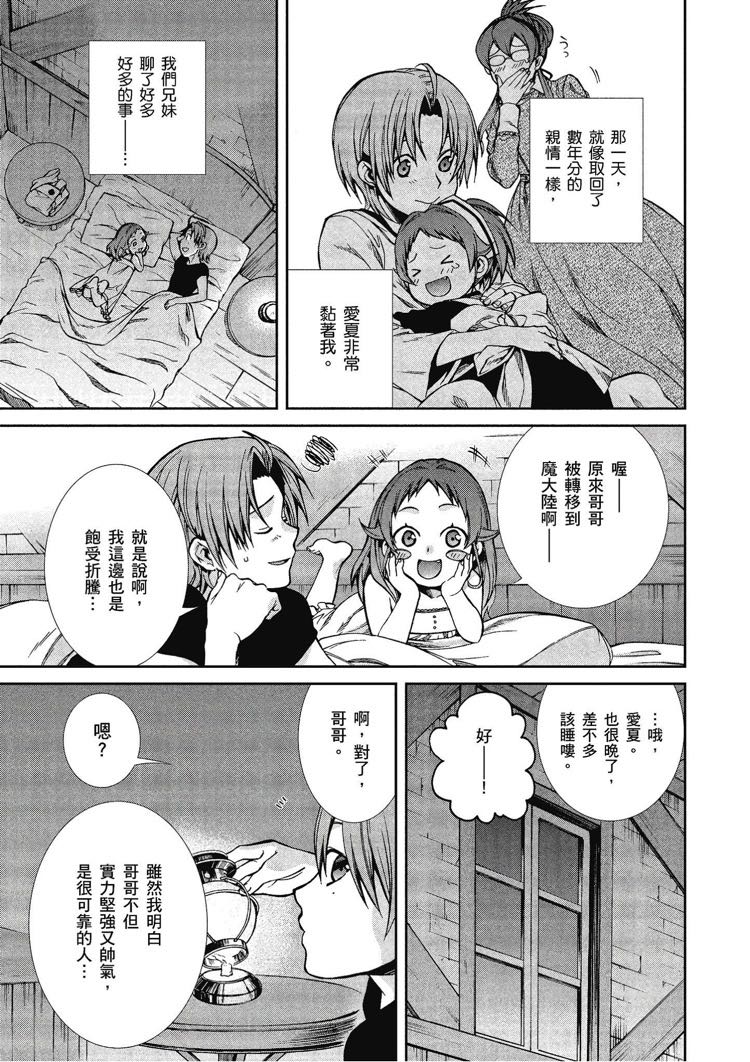 那一天，
就像取回了
數年分的
親情一樣，
愛夏非常
黏著我。
我們兄妹
聊了好多
好多的事
──…
喔──
原來哥哥
被轉移到
魔大陸啊──
就是說啊，
我這邊也是
飽受折騰…
…哦，
愛夏。
也很晚了，
差不多
該睡嘍。
好──！
啊，對了，
哥哥。
嗯？
雖然我明白
哥哥不但
實力堅強又帥氣，
是很可靠的人…